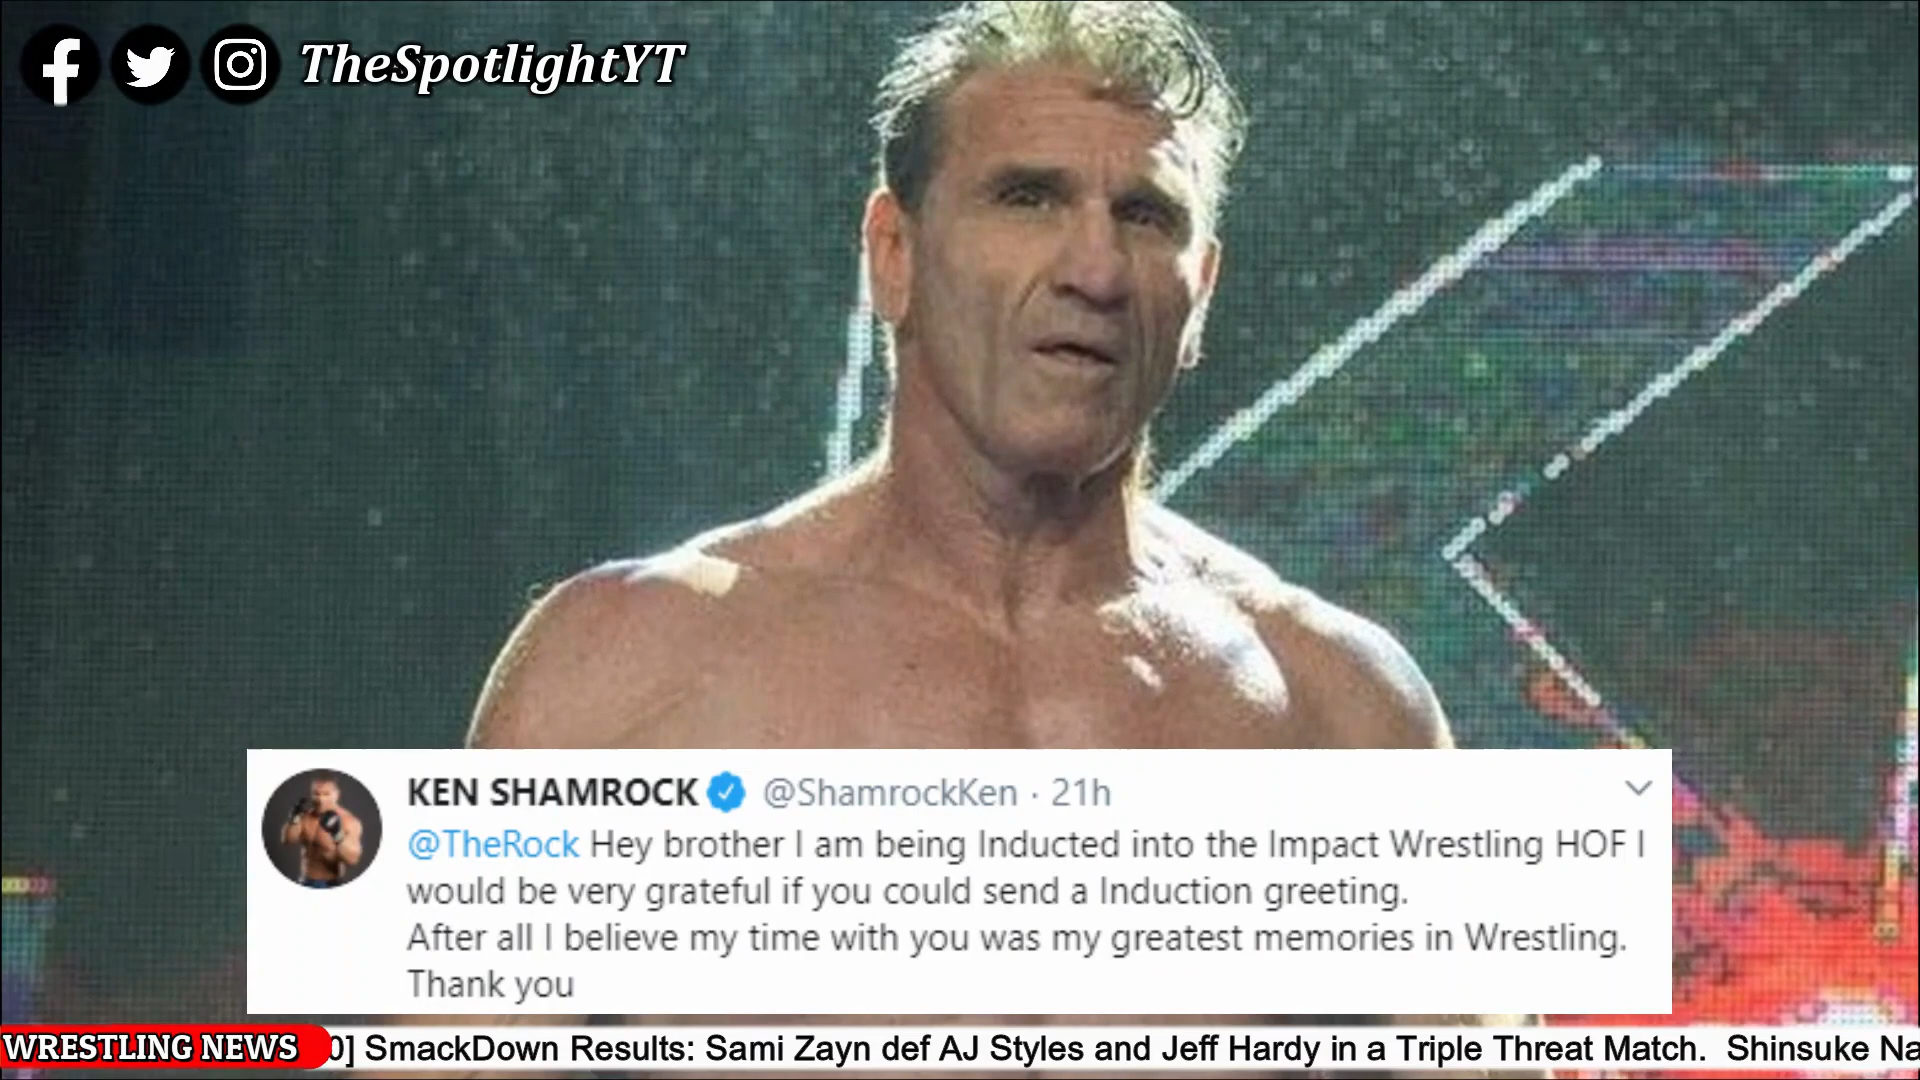 TheSpotlightYT
KEN SHAMROCK @ShamrockKen · 21h
@TheRock Hey brother I am being Inducted into the Impact Wrestling HOF I
would be very grateful if you could send a Induction greeting.
After all I believe my time with you was my greatest memories in Wrestling.
Thank you
WRESTLING NEWS 0] SmackDown Results: Sami Zayn def AJ Styles and Jeff Hardy in a Triple Threat Match. Shinsuke Na